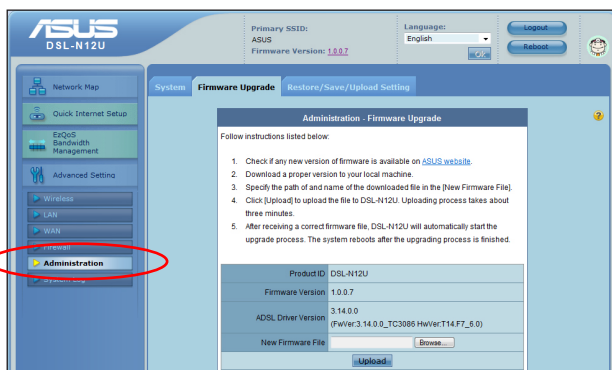 ASUS
DSL-N12U
Primary SSID:
ASUS
Firmware Version: 1.0.0.7
Language:
English
OK
Logout
Reboot
Network Map
Quick Internet Setup
EzQoS
Bandwidth
Management
Advanced Setting
Wireless
LAN
WAN
Firewall
Administration
System Log
System
Firmware Upgrade
Restore/Save/Upload Setting
Administration - Firmware Upgrade
Follow instructions listed below:
1. Check if any new version of firmware is available on ASUS website.
2. Download a proper version to your local machine.
3. Specify the path of and name of the downloaded file in the [New Firmware File].
4. Click [Upload] to upload the file to DSL-N12U. Uploading process takes about
three minutes.
5. After receiving a correct firmware file, DSL-N12U will automatically start the
upgrade process. The system reboots after the upgrading process is finished.
Product ID DSL-N12U
Firmware Version 1.0.0.7
ADSL Driver Version 3.14.0.0
(FwVer:3.14.0.0_TC3086 HwVer:T14.F7_6.0)
New Firmware File Browse...
Upload